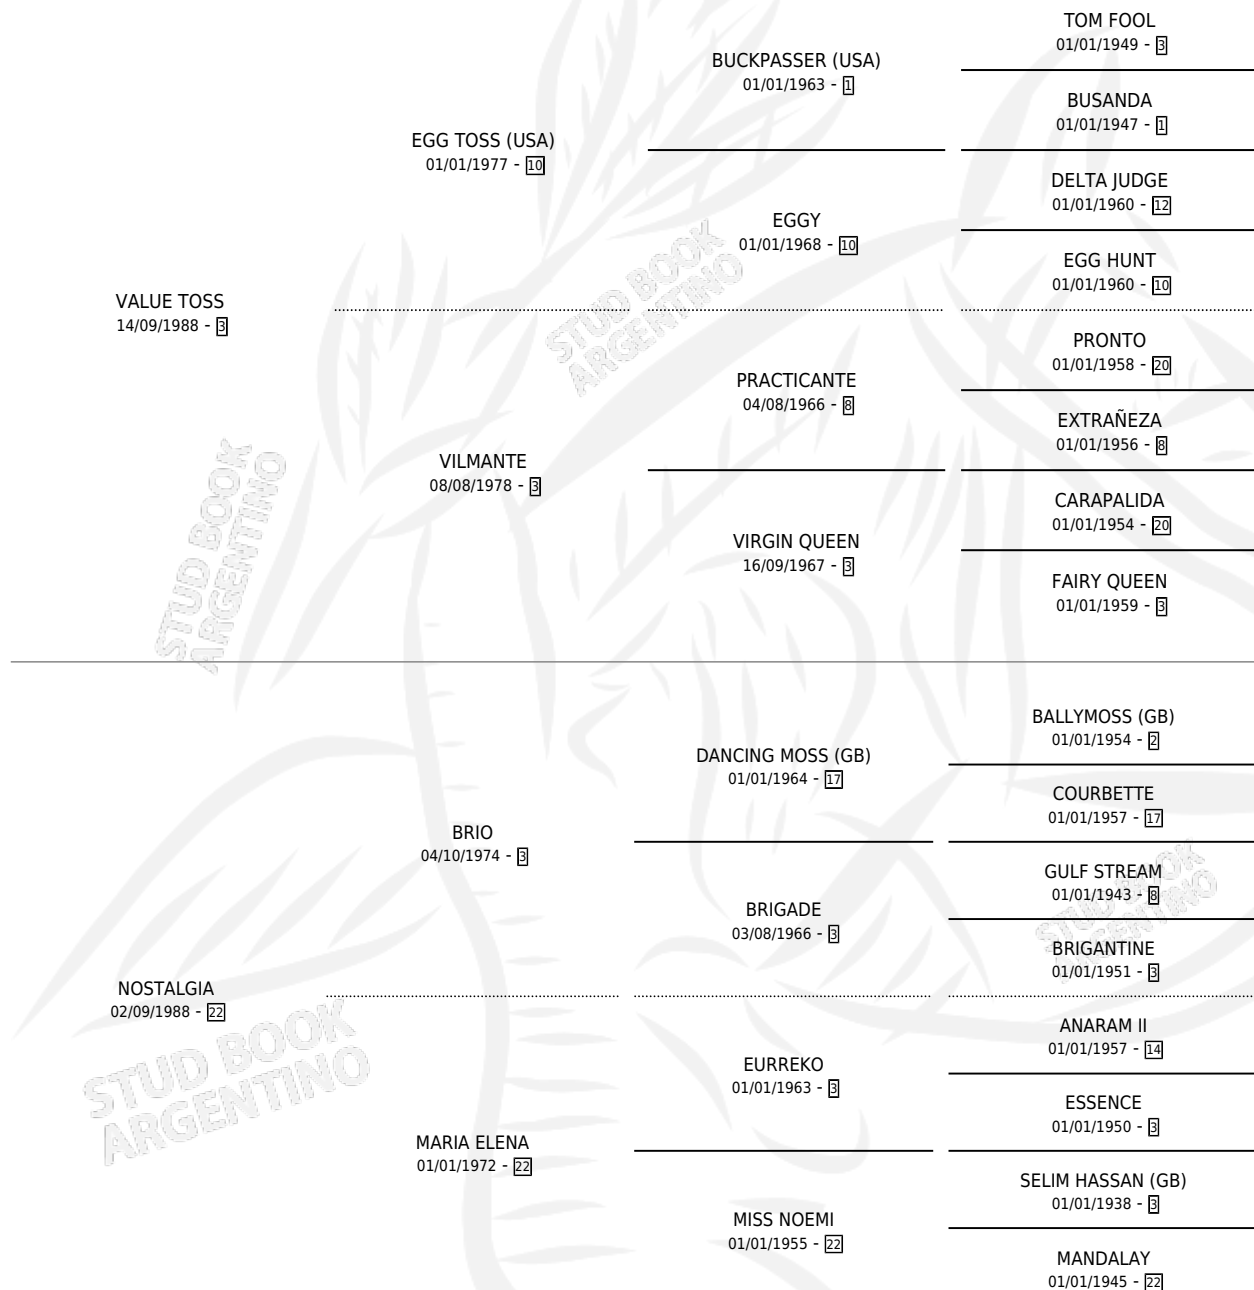 TOM FOOL
01/01/1949 - 3
BUCKPASSER (USA)
01/01/1963 - 1
BUSANDA
01/01/1947 - 1
EGG TOSS (USA)
01/01/1977 - 10
DELTA JUDGE
01/01/1960 - 12
EGGY
01/01/1968 - 10
EGG HUNT
01/01/1960 - 10
VALUE TOSS
14/09/1988 - 3
PRONTO
01/01/1958 - 20
PRACTICANTE
04/08/1966 - 8
EXTRAÑEZA
01/01/1956 - 8
VILMANTE
08/08/1978 - 3
CARAPALIDA
01/01/1954 - 20
VIRGIN QUEEN
16/09/1967 - 3
FAIRY QUEEN
01/01/1959 - 3
BALLYMOSS (GB)
01/01/1954 - 2
DANCING MOSS (GB)
01/01/1964 - 17
COURBETTE
01/01/1957 - 17
BRIO
04/10/1974 - 3
GULF STREAM
01/01/1943 - 8
BRIGADE
03/08/1966 - 3
BRIGANTINE
01/01/1951 - 3
NOSTALGIA
02/09/1988 - 22
ANARAM II
01/01/1957 - 14
EURREKO
01/01/1963 - 3
ESSENCE
01/01/1950 - 3
MARIA ELENA
01/01/1972 - 22
SELIM HASSAN (GB)
01/01/1938 - 3
MISS NOEMI
01/01/1955 - 22
MANDALAY
01/01/1945 - 22
STUD BOOK
ARGENTINO
STUD BOOK
ARGENTINO
STUD BOOK
ARGENTINO
STUD BOOK
ARGENTINO